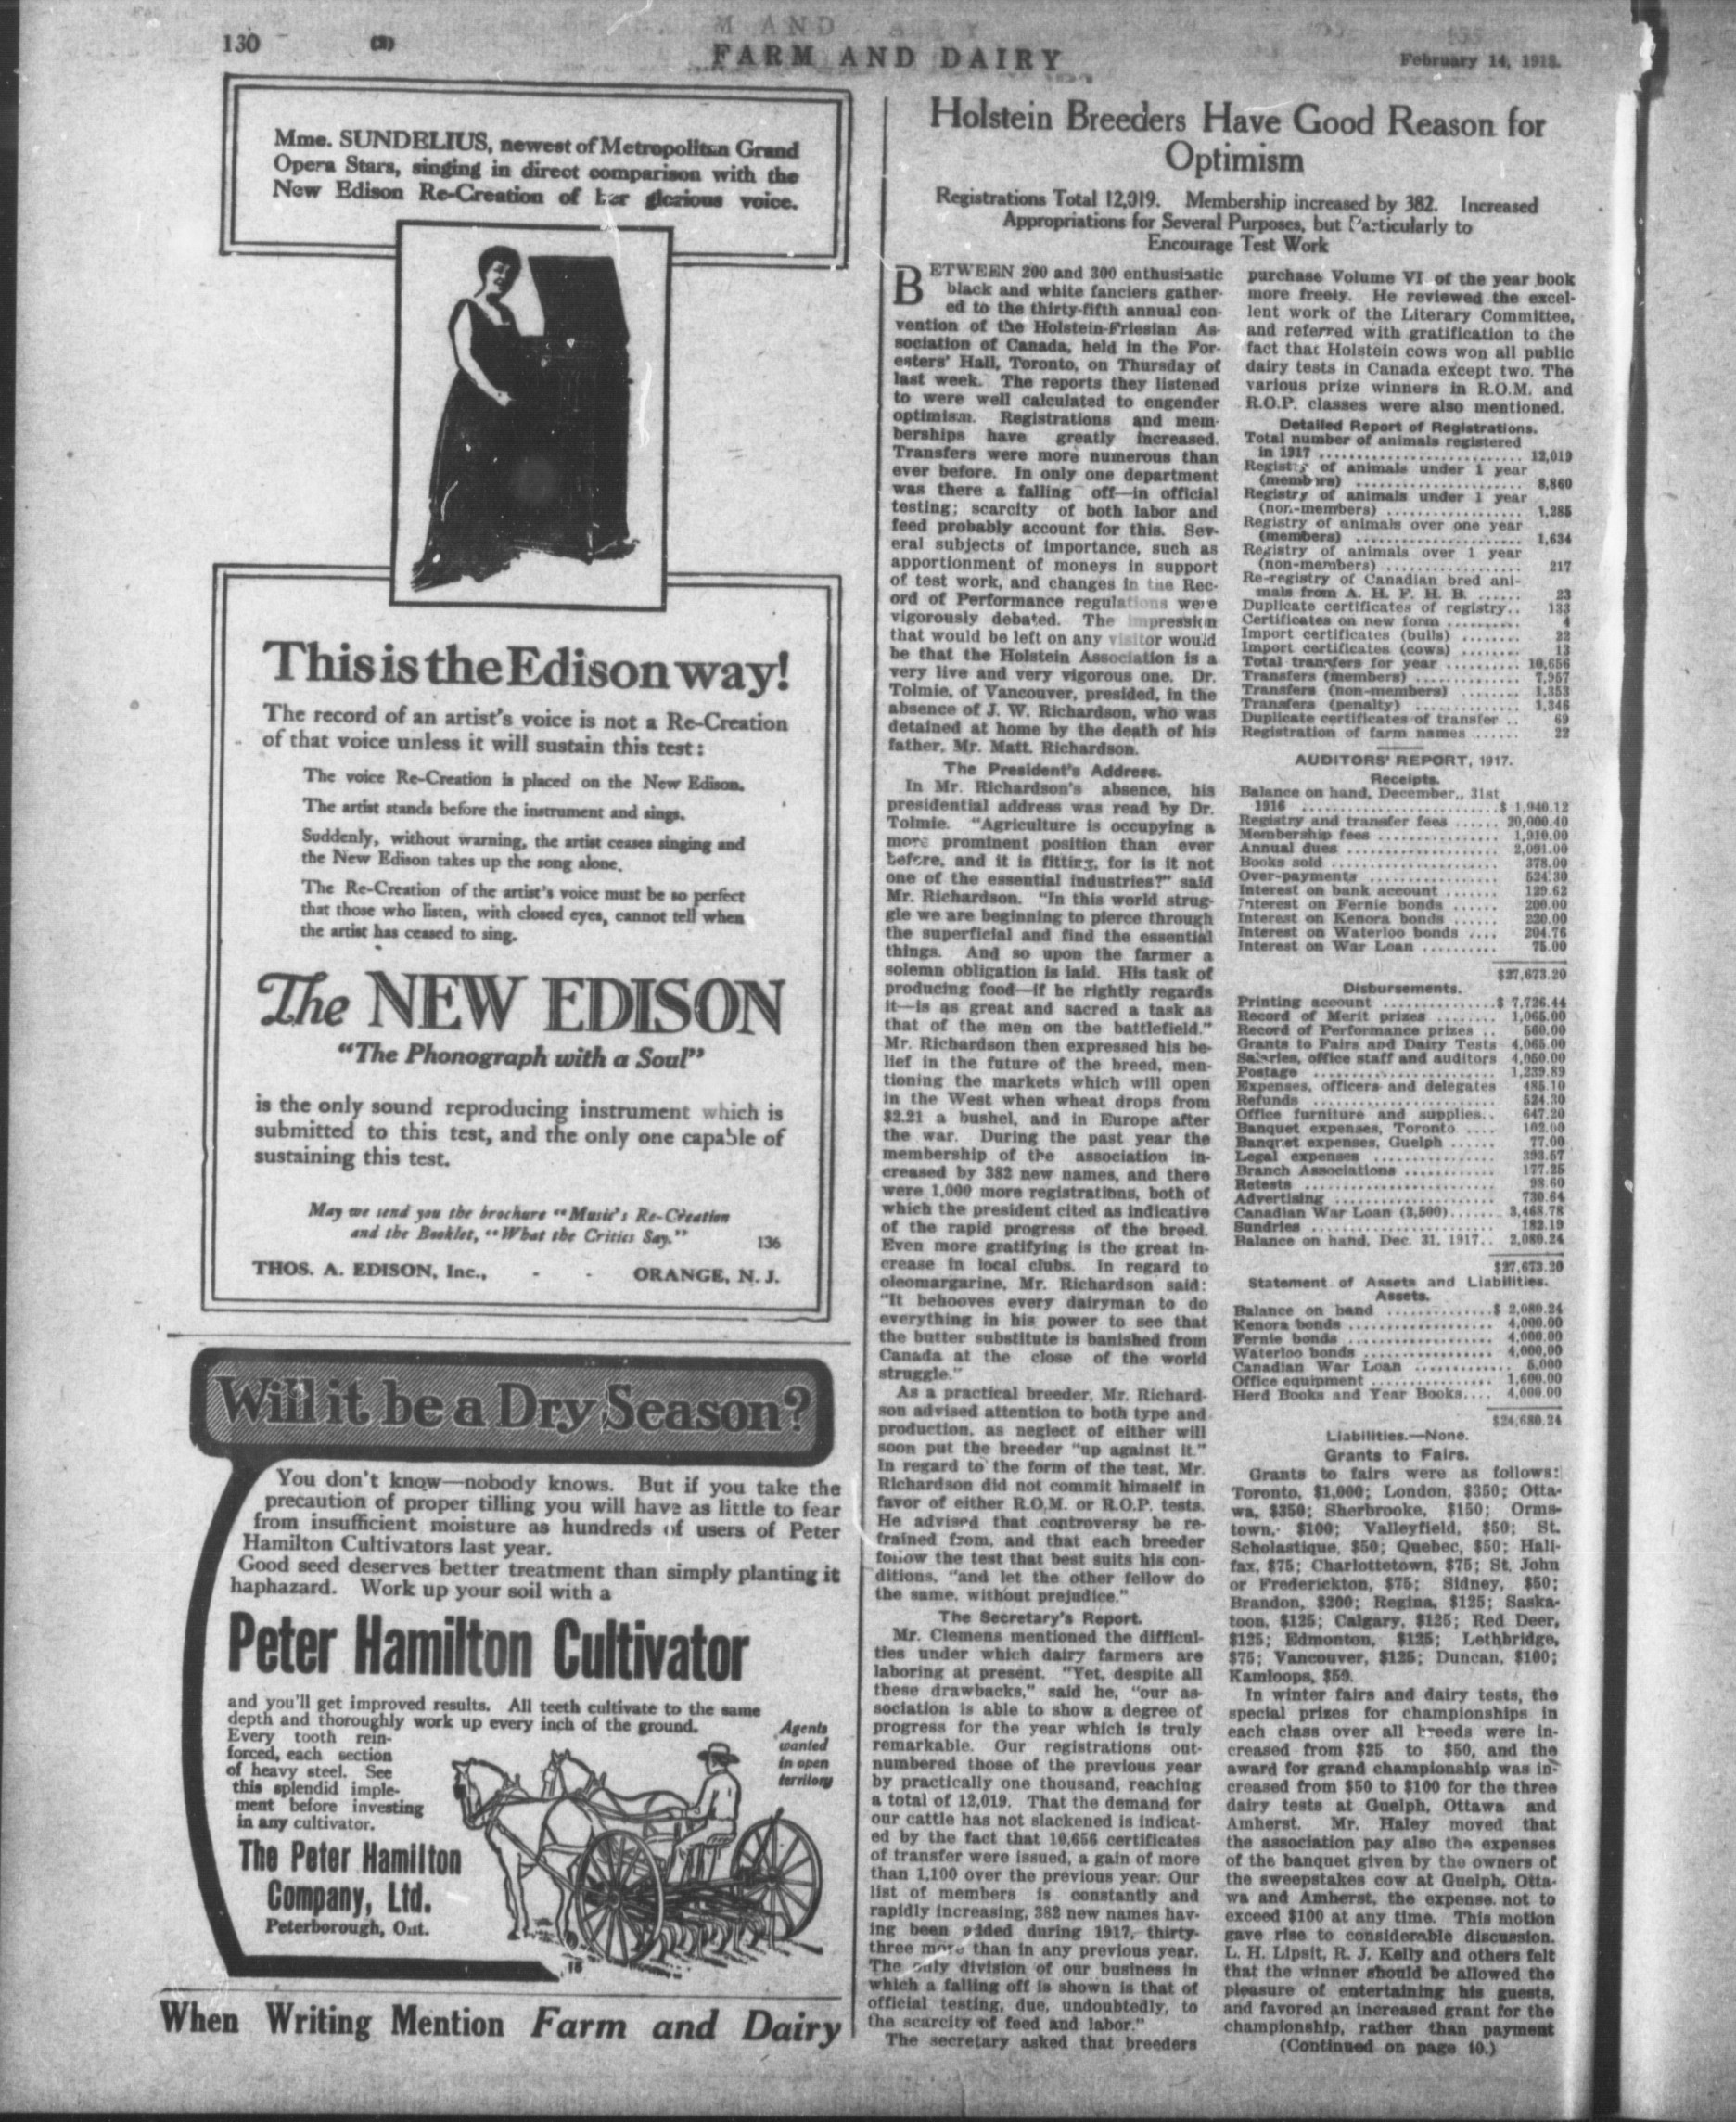 130 (2) FARM AND DAIRY February 14, 1918.
Mme. SUNDELIUS, newest of Metropolitan Grand
Opera Stars, singing in direct comparison with the
New Edison Re-Creation of her glorious voice.
This is the Edison way!
The record of an artist's voice is not a Re-Creation
of that voice unless it will sustain this test:
The voice Re-Creation is placed on the New Edison.
The artist stands before the instrument and sings.
Suddenly, without warning, the artist ceases singing and
the New Edison takes up the song alone.
The Re-Creation of the artist's voice must be so perfect
that those who listen, with closed eyes, cannot tell when
the artist has ceased to sing.
The NEW EDISON
"The Phonograph with a Soul"
is the only sound reproducing instrument which is
submitted to this test, and the only one capable of
sustaining this test.
May we send you the brochure "Music's Re-Creation
and the Booklet, "What the Critics Say." 136
THOS. A. EDISON, Inc., - - ORANGE, N. J.
Will it be a Dry Season?
You don't know—nobody knows. But if you take the
precaution of proper tilling you will have as little to fear
from insufficient moisture as hundreds of users of Peter
Hamilton Cultivators last year.
Good seed deserves better treatment than simply planting it
haphazard. Work up your soil with a
Peter Hamilton Cultivator
and you'll get improved results. All teeth cultivate to the same
depth and thoroughly work up every inch of the ground.
Every tooth rein-
forced, each section
of heavy steel. See
this splendid imple-
ment before investing
in any cultivator.
Agents
wanted
in open
territory
The Peter Hamilton
Company, Ltd.
Peterborough, Ont.
16
When Writing Mention Farm and Dairy
Holstein Breeders Have Good Reason for
Optimism
Registrations Total 12,019. Membership increased by 382. Increased
Appropriations for Several Purposes, but Particularly to
Encourage Test Work
BETWEEN 200 and 300 enthusiastic
black and white fanciers gather-
ed to the thirty-fifth annual con-
vention of the Holstein-Friesian As-
sociation of Canada, held in the For-
esters' Hall, Toronto, on Thursday of
last week. The reports they listened
to were well calculated to engender
optimism. Registrations and mem-
berships have greatly increased.
Transfers were more numerous than
ever before. In only one department
was there a falling off—in official
testing; scarcity of both labor and
feed probably account for this. Sev-
eral subjects of importance, such as
apportionment of moneys in support
of test work, and changes in the Rec-
ord of Performance regulations were
vigorously debated. The impression
that would be left on any visitor would
be that the Holstein Association is a
very live and very vigorous one. Dr.
Tolmie, of Vancouver, presided, in the
absence of J. W. Richardson, who was
detained at home by the death of his
father, Mr. Matt. Richardson.
The President's Address.
In Mr. Richardson's absence, his
presidential address was read by Dr.
Tolmie. "Agriculture is occupying a
more prominent position than ever
before, and it is fitting, for is it not
one of the essential industries?" said
Mr. Richardson. "In this world strug-
gle we are beginning to pierce through
the superficial and find the essential
things. And so upon the farmer a
solemn obligation is laid. His task of
producing food—if he rightly regards
it—is as great and sacred a task as
that of the men on the battlefield."
Mr. Richardson then expressed his be-
lief in the future of the breed, men-
tioning the markets which will open
in the West when wheat drops from
$2.21 a bushel, and in Europe after
the war. During the past year the
membership of the association in-
creased by 382 new names, and there
were 1,000 more registrations, both of
which the president cited as indicative
of the rapid progress of the breed.
Even more gratifying is the great in-
crease in local clubs. In regard to
oleomargarine, Mr. Richardson said:
"It behooves every dairyman to do
everything in his power to see that
the butter substitute is banished from
Canada at the close of the world
struggle."
As a practical breeder, Mr. Richard-
son advised attention to both type and
production, as neglect of either will
soon put the breeder "up against it."
In regard to the form of the test, Mr.
Richardson did not commit himself in
favor of either R.O.M. or R.O.P. tests.
He advised that controversy be re-
frained from, and that each breeder
follow the test that best suits his con-
ditions, "and let the other fellow do
the same, without prejudice."
The Secretary's Report.
Mr. Clemens mentioned the difficul-
ties under which dairy farmers are
laboring at present. "Yet, despite all
these drawbacks," said he, "our as-
sociation is able to show a degree of
progress for the year which is truly
remarkable. Our registrations out-
numbered those of the previous year
by practically one thousand, reaching
a total of 12,019. That the demand for
our cattle has not slackened is indicat-
ed by the fact that 10,656 certificates
of transfer were issued, a gain of more
than 1,100 over the previous year. Our
list of members is constantly and
rapidly increasing, 382 new names hav-
ing been added during 1917, thirty-
three more than in any previous year.
The only division of our business in
which a falling off is shown is that of
official testing, due, undoubtedly, to
the scarcity of feed and labor."
The secretary asked that breeders
purchase Volume VI of the year book
more freely. He reviewed the excel-
lent work of the Literary Committee,
and referred with gratification to the
fact that Holstein cows won all public
dairy tests in Canada except two. The
various prize winners in R.O.M. and
R.O.P. classes were also mentioned.
Detailed Report of Registrations.
Total number of animals registered
in 1917 .......... 12,019
Registry of animals under 1 year
(members) .......... 8,860
Registry of animals under 1 year
(non-members) .......... 1,285
Registry of animals over one year
(members) .......... 1,634
Registry of animals over 1 year
(non-members) .......... 217
Re-registry of Canadian bred ani-
mals from A. H. F. H. B. ...... 23
Duplicate certificates of registry.. 133
Certificates on new form .......... 4
Import certificates (bulls) ........ 22
Import certificates (cows) ........ 13
Total transfers for year .......... 10,656
Transfers (members) .......... 7,957
Transfers (non-members) ........ 1,353
Transfers (penalty) .......... 1,346
Duplicate certificates of transfer .. 69
Registration of farm names ...... 22
AUDITORS' REPORT, 1917.
Receipts.
Balance on hand, December,, 31st
1916 ..........$ 1,940.12
Registry and transfer fees ...... 20,000.40
Membership fees .......... 1,910.00
Annual dues .......... 2,091.00
Books sold .......... 378.00
Over-payments .......... 524.30
Interest on bank account ....... 129.62
Interest on Fernie bonds ...... 200.00
Interest on Kenora bonds ...... 220.00
Interest on Waterloo bonds .... 204.76
Interest on War Loan .......... 75.00
$27,673.20
Disbursements.
Printing account ..........$ 7,726.44
Record of Merit prizes ........ 1,065.00
Record of Performance prizes .. 560.00
Grants to Fairs and Dairy Tests 4,065.00
Salaries, office staff and auditors 4,050.00
Postage .......... 1,239.89
Expenses, officers and delegates 485.10
Refunds .......... 524.30
Office furniture and supplies.. 647.20
Banquet expenses, Toronto .... 102.00
Banquet expenses, Guelph ...... 77.00
Legal expenses .......... 393.57
Branch Associations .......... 177.25
Retests .......... 98.60
Advertising .......... 730.64
Canadian War Loan (3,500)...... 3,468.78
Sundries .......... 182.19
Balance on hand, Dec. 31, 1917.. 2,080.24
$27,673.20
Statement of Assets and Liabilities.
Assets.
Balance on hand ..........$ 2,080.24
Kenora bonds .......... 4,000.00
Fernie bonds .......... 4,000.00
Waterloo bonds .......... 4,000.00
Canadian War Loan .......... 5,000
Office equipment .......... 1,600.00
Herd Books and Year Books.... 4,000.00
$24,680.24
Liabilities.—None.
Grants to Fairs.
Grants to fairs were as follows:
Toronto, $1,000; London, $350; Otta-
wa, $350; Sherbrooke, $150; Orms-
town, $100; Valleyfield, $50; St.
Scholastique, $50; Quebec, $50; Hali-
fax, $75; Charlottetown, $75; St. John
or Frederickton, $75; Sidney, $50;
Brandon, $200; Regina, $125; Saska-
toon, $125; Calgary, $125; Red Deer,
$125; Edmonton, $125; Lethbridge,
$75; Vancouver, $125; Duncan, $100;
Kamloops, $50.
In winter fairs and dairy tests, the
special prizes for championships in
each class over all breeds were in-
creased from $25 to $50, and the
award for grand championship was in-
creased from $50 to $100 for the three
dairy tests at Guelph, Ottawa and
Amherst. Mr. Haley moved that
the association pay also the expenses
of the banquet given by the owners of
the sweepstakes cow at Guelph, Otta-
wa and Amherst, the expense not to
exceed $100 at any time. This motion
gave rise to considerable discussion.
L. H. Lipsit, R. J. Kelly and others felt
that the winner should be allowed the
pleasure of entertaining his guests,
and favored an increased grant for the
championship, rather than payment
(Continued on page 10.)